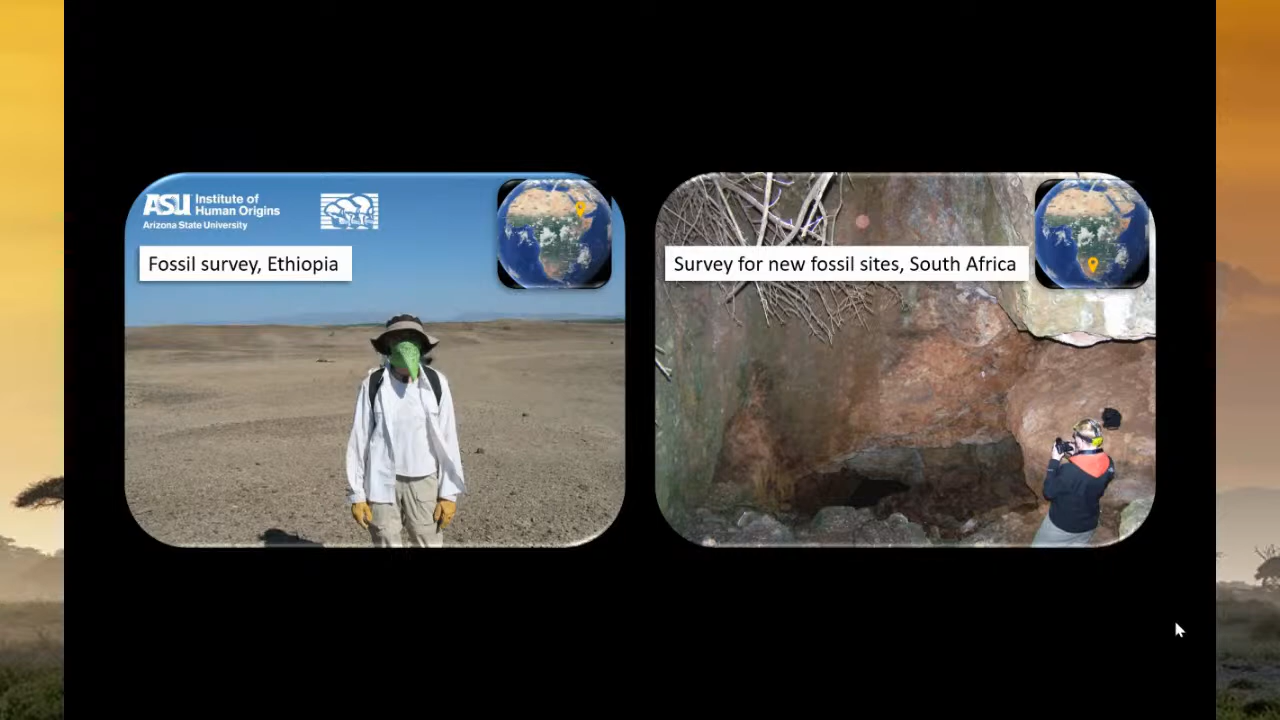 ASU Institute of
Human Origins
Arizona State University
Fossil survey, Ethiopia
Survey for new fossil sites, South Africa